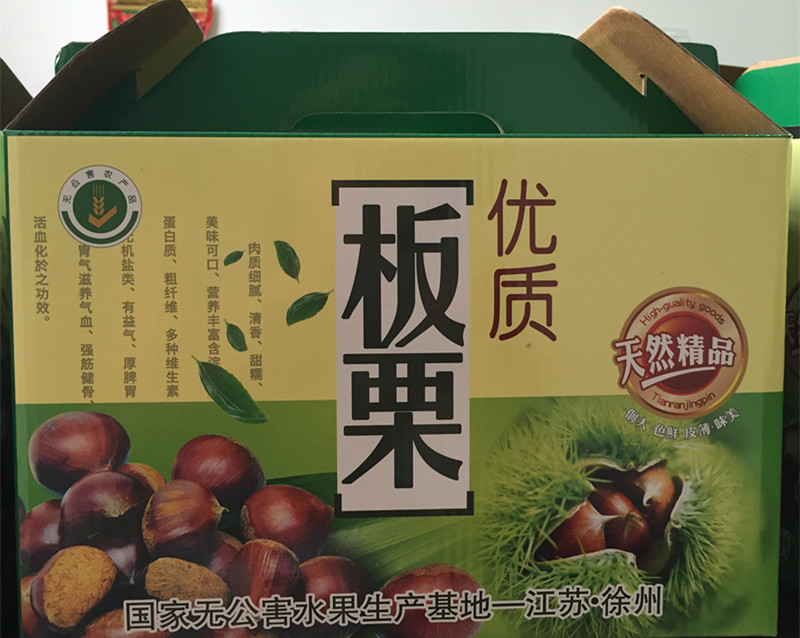 无公害农产品
优质
板栗
肉质细腻、清香、甜糯、
美味可口、营养丰富含淀
蛋白质、粗纤维、多种维生素
机盐类、有益气、厚脾胃
胃气滋养气血、强筋健骨、
活血化於之功效。
High-guality goods
天然精品
Tianranjingpin
個大·色鲜·皮薄·味美
国家无公害水果生产基地—江苏·徐州